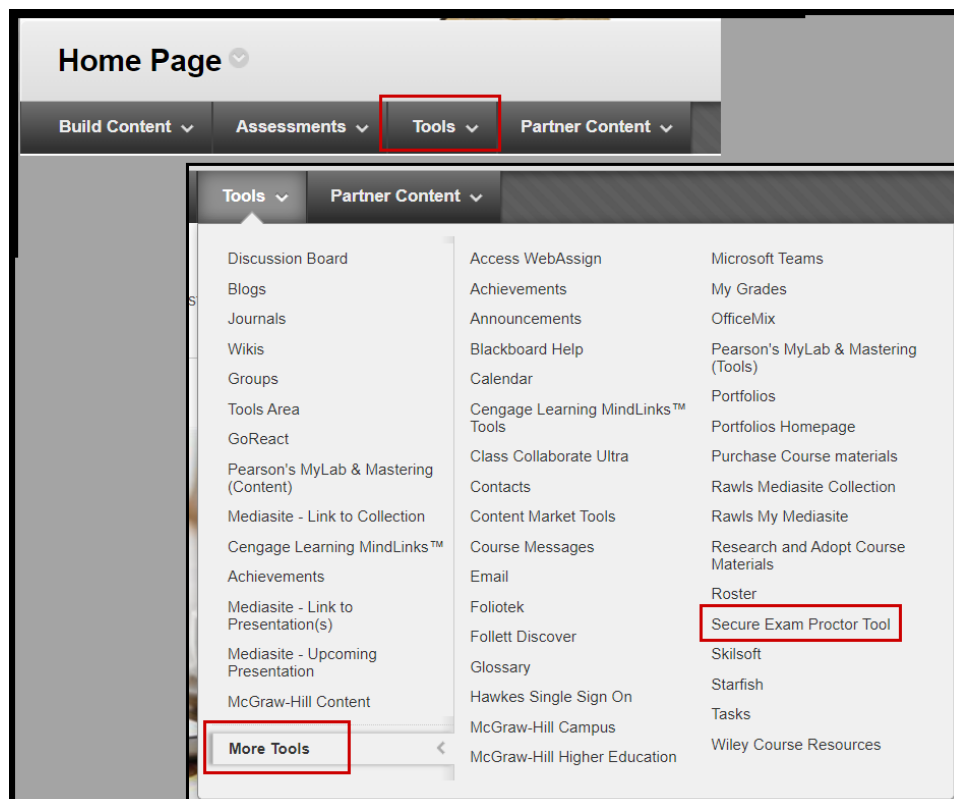 Home Page
Build Content
Assessments
Tools
Partner Content
Tools
Partner Content
Discussion Board
Blogs
Journals
Wikis
Groups
Tools Area
GoReact
Pearson's MyLab & Mastering
(Content)
Mediasite - Link to Collection
Cengage Learning MindLinks™
Achievements
Mediasite - Link to
Presentation(s)
Mediasite - Upcoming
Presentation
McGraw-Hill Content
More Tools
Access WebAssign
Achievements
Announcements
Blackboard Help
Calendar
Cengage Learning MindLinks™
Tools
Class Collaborate Ultra
Contacts
Content Market Tools
Course Messages
Email
Foliotek
Follett Discover
Glossary
Hawkes Single Sign On
McGraw-Hill Campus
McGraw-Hill Higher Education
Microsoft Teams
My Grades
OfficeMix
Pearson's MyLab & Mastering
(Tools)
Portfolios
Portfolios Homepage
Purchase Course materials
Rawls Mediasite Collection
Rawls My Mediasite
Research and Adopt Course
Materials
Roster
Secure Exam Proctor Tool
Skilsoft
Starfish
Tasks
Wiley Course Resources